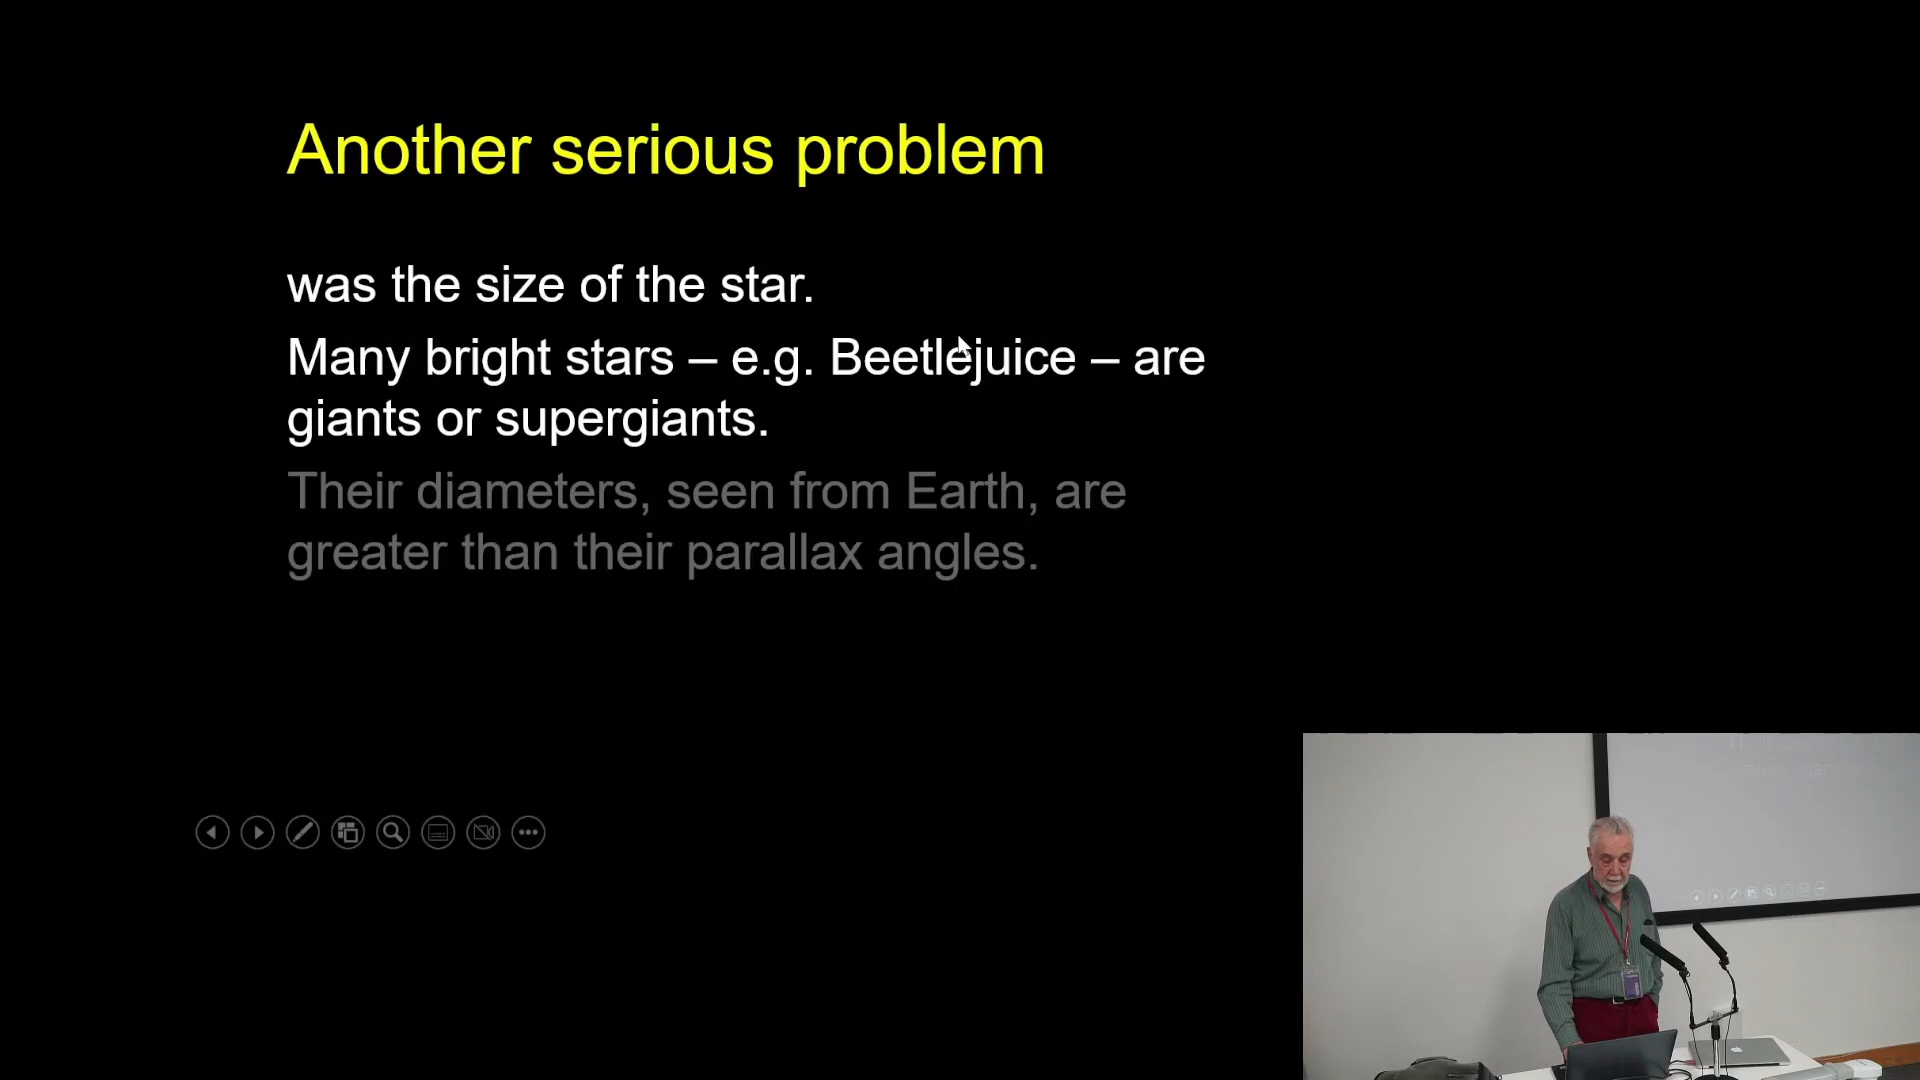 Another serious problem
was the size of the star.
Many bright stars – e.g. Beetlejuice – are
giants or supergiants.
Their diameters, seen from Earth, are
greater than their parallax angles.